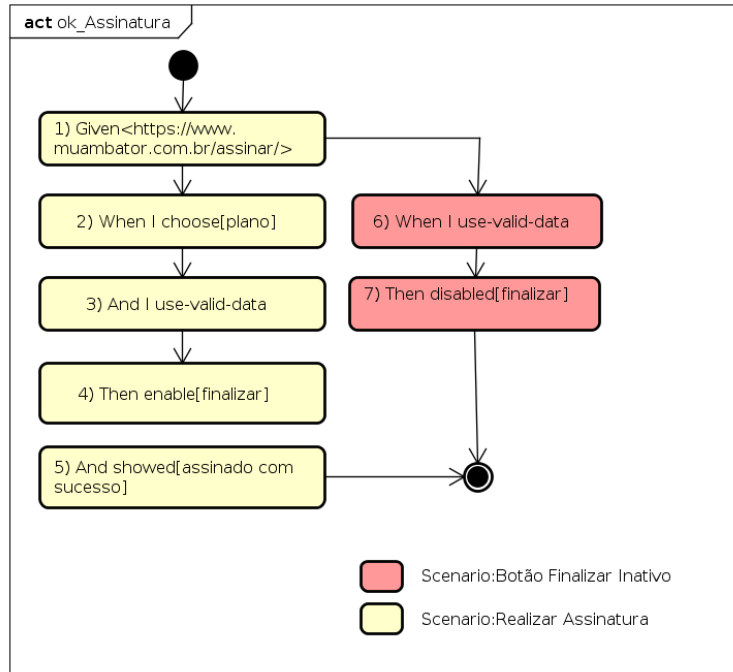 act ok_Assinatura
1) Given<https://www.
muambator.com.br/assinar/>
2) When I choose[plano]
3) And I use-valid-data
4) Then enable[finalizar]
5) And showed[assinado com
sucesso]
6) When I use-valid-data
7) Then disabled[finalizar]
Scenario:Botão Finalizar Inativo
Scenario:Realizar Assinatura